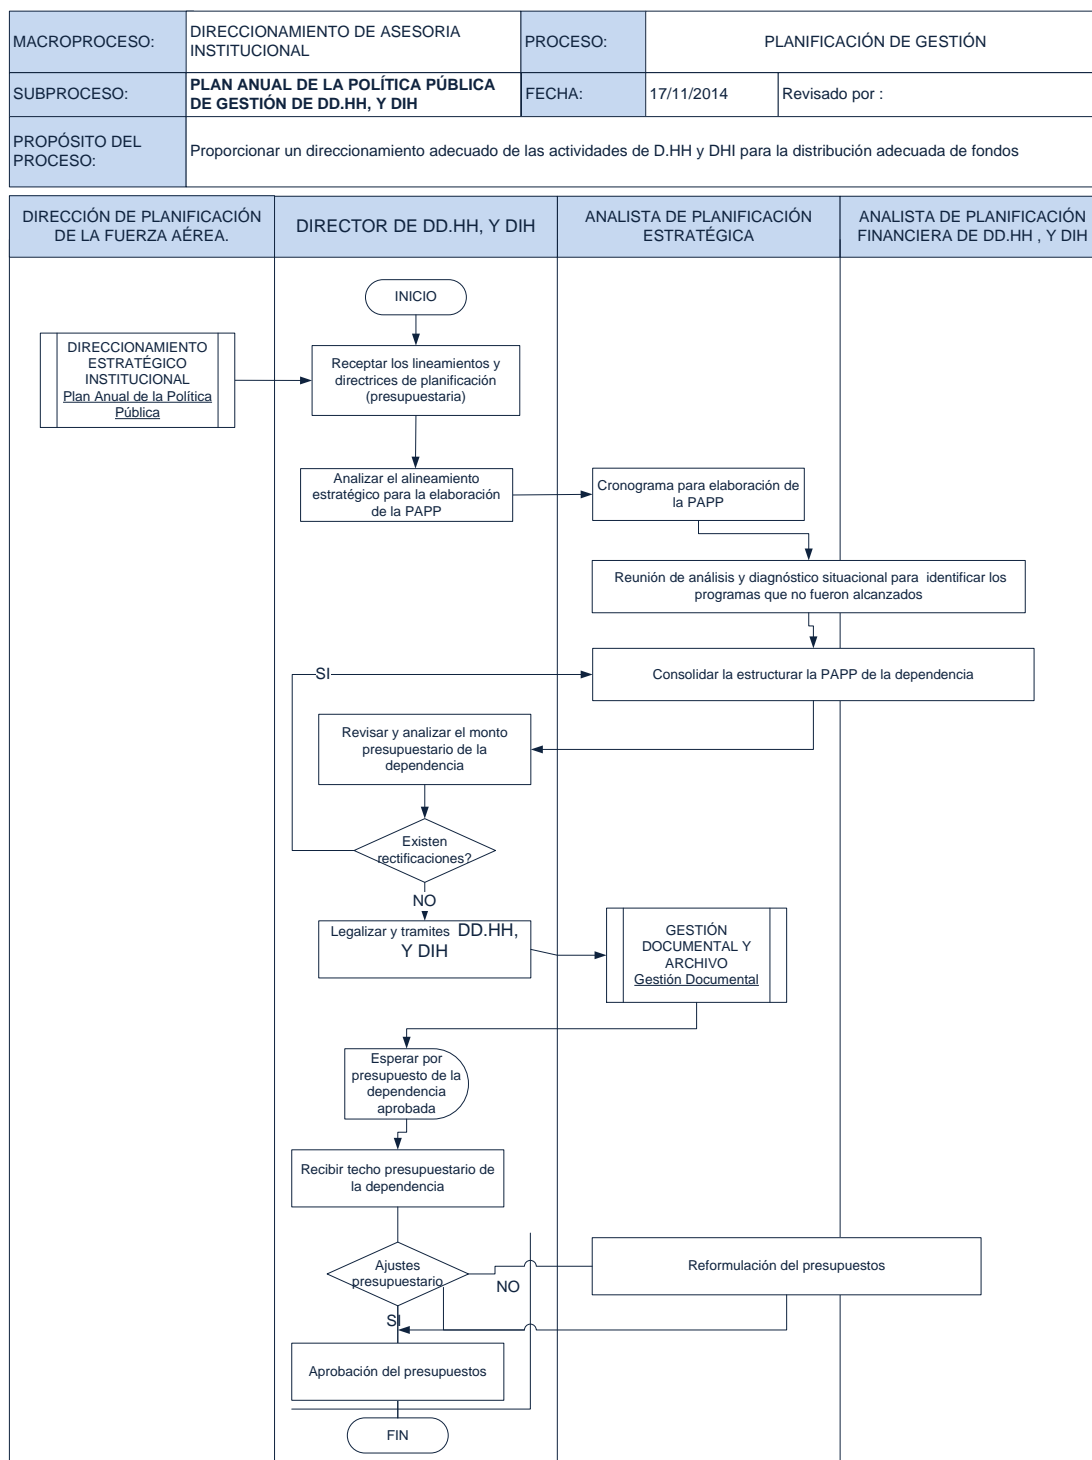 MACROPROCESO:
DIRECCIONAMIENTO DE ASESORIA
INSTITUCIONAL
PROCESO:
PLANIFICACIÓN DE GESTIÓN
SUBPROCESO:
PLAN ANUAL DE LA POLÍTICA PÚBLICA
DE GESTIÓN DE DD.HH, Y DIH
FECHA:
17/11/2014
Revisado por :
PROPÓSITO DEL
PROCESO:
Proporcionar un direccionamiento adecuado de las actividades de D.HH y DHI para la distribución adecuada de fondos
DIRECCIÓN DE PLANIFICACIÓN
DE LA FUERZA AÉREA.
DIRECTOR DE DD.HH, Y DIH
ANALISTA DE PLANIFICACIÓN
ESTRATÉGICA
ANALISTA DE PLANIFICACIÓN
FINANCIERA DE DD.HH , Y DIH
INICIO
DIRECCIONAMIENTO
ESTRATÉGICO
INSTITUCIONAL
Plan Anual de la Política
Pública
Receptar los lineamientos y
directrices de planificación
(presupuestaria)
Analizar el alineamiento
estratégico para la elaboración
de la PAPP
Cronograma para elaboración de
la PAPP
Reunión de análisis y diagnóstico situacional para identificar los
programas que no fueron alcanzados
SI
Consolidar la estructurar la PAPP de la dependencia
Revisar y analizar el monto
presupuestario de la
dependencia
Existen
rectificaciones?
NO
Legalizar y tramites DD.HH,
Y DIH
GESTIÓN
DOCUMENTAL Y
ARCHIVO
Gestión Documental
Esperar por
presupuesto de la
dependencia
aprobada
Recibir techo presupuestario de
la dependencia
Ajustes
presupuestario
NO
Reformulación del presupuestos
SI
Aprobación del presupuestos
FIN